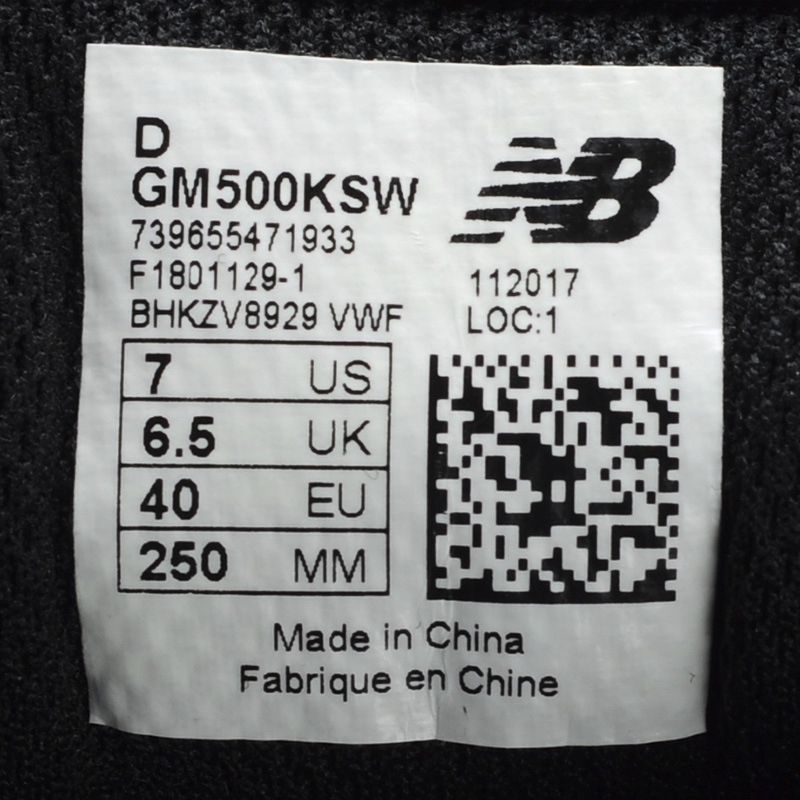 D
GM500KSW
NB
739655471933
F1801129-1
112017
BHKZV8929 VWF
LOC:1
7 US
6.5 UK
40 EU
250 MM
Made in China
Fabrique en Chine